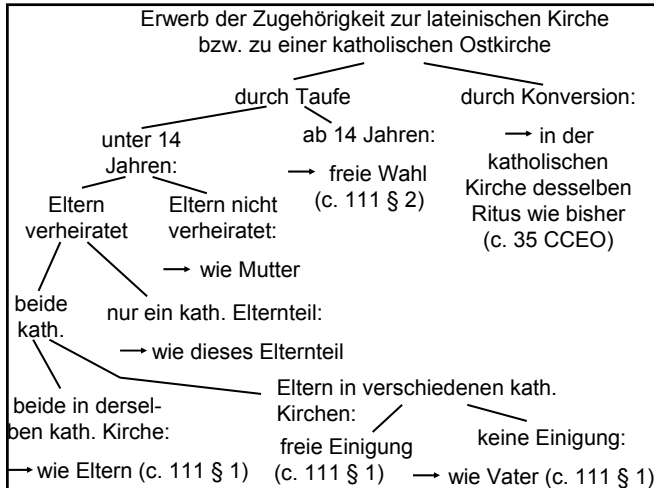 Erwerb der Zugehörigkeit zur lateinischen Kirche
bzw. zu einer katholischen Ostkirche
durch Taufe
durch Konversion:
unter 14
Jahren:
ab 14 Jahren:
→ freie Wahl
(c. 111 § 2)
→ in der
katholischen
Kirche desselben
Ritus wie bisher
(c. 35 CCEO)
Eltern
verheiratet
Eltern nicht
verheiratet:
→ wie Mutter
beide
kath.
nur ein kath. Elternteil:
→ wie dieses Elternteil
beide in dersel-
ben kath. Kirche:
→ wie Eltern (c. 111 § 1)
Eltern in verschiedenen kath.
Kirchen:
freie Einigung
(c. 111 § 1)
keine Einigung:
→ wie Vater (c. 111 § 1)